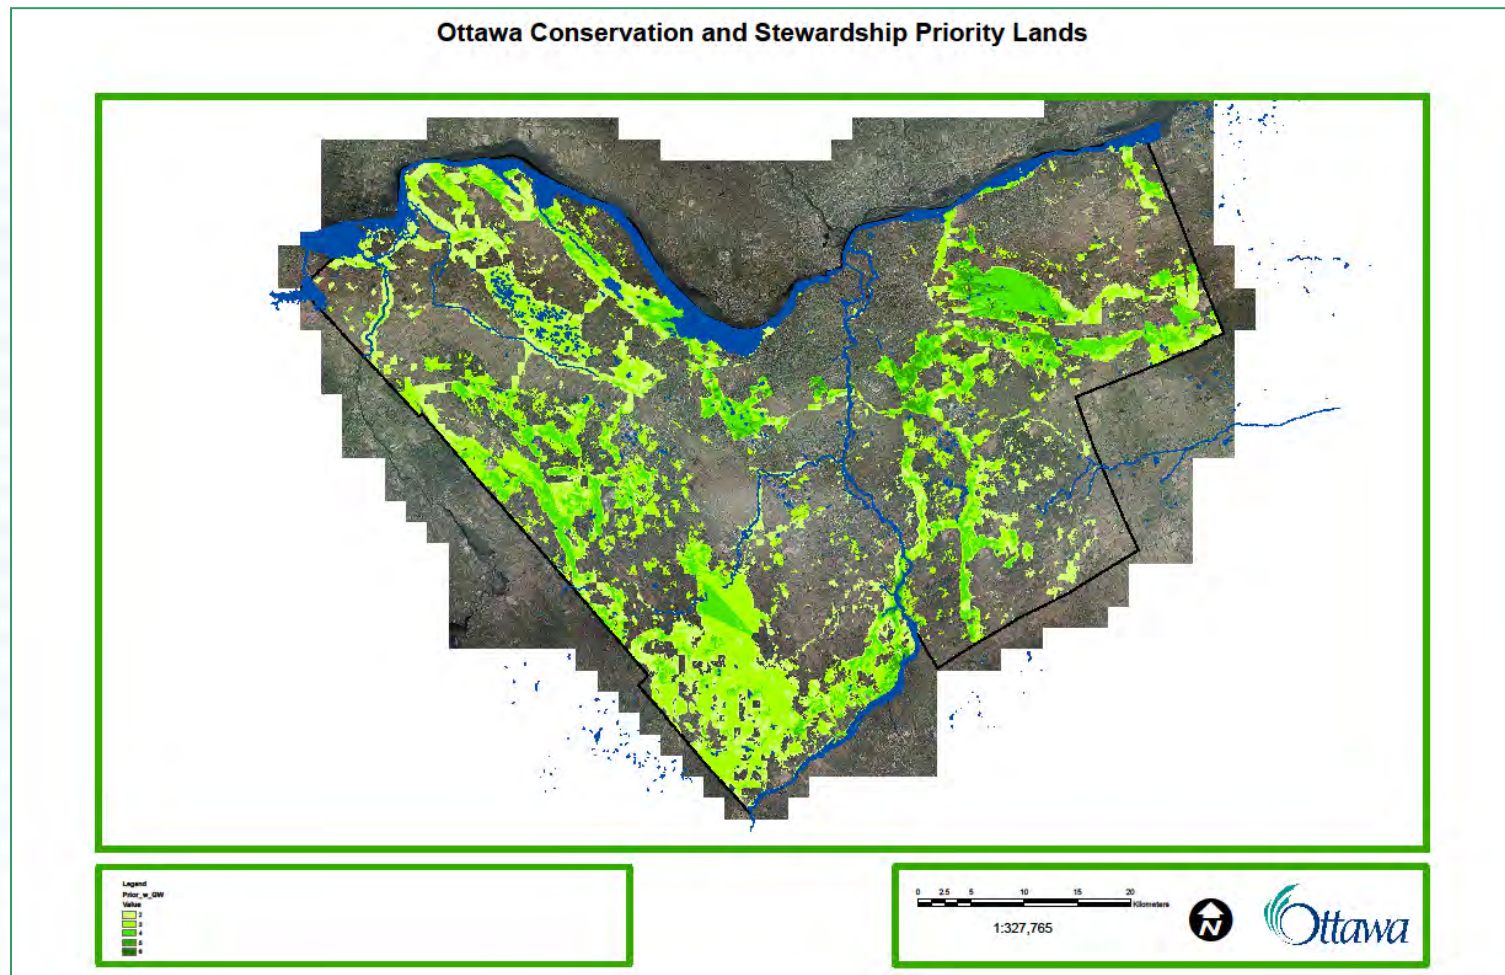 Ottawa Conservation and Stewardship Priority Lands
Legend
Prior_w_GW
Value
2
3
4
5
6
0 2.5 5 10 15 20
Kilometers
1:327,765
N
Ottawa